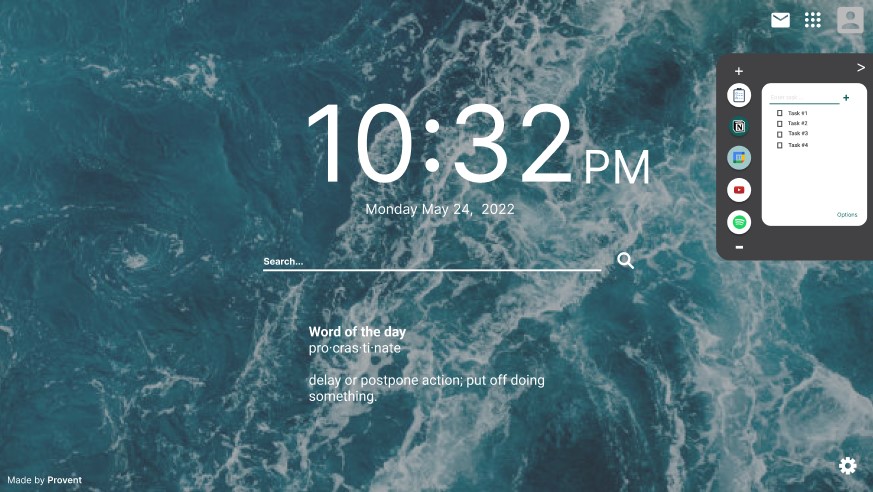 >
+
10:32 PM
Monday May 24, 2022
+
Task #1
Task #2
Task #3
Task #4
Options
Search...
Word of the day
pro·cras·ti·nate
delay or postpone action; put off doing
something.
Made by Provent